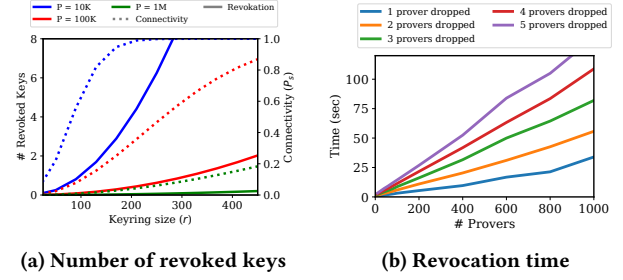 P = 10K
P = 100K
P = 1M
Connectivity
Revokation
8
6
4
2
0
# Revoked Keys
1.0
0.8
0.6
0.4
0.2
0.0
Connectivity (Ps)
100 200 300 400
Keyring size (r)
(a) Number of revoked keys
1 prover dropped
2 provers dropped
3 provers dropped
4 provers dropped
5 provers dropped
100
75
50
25
0
Time (sec)
0 200 400 600 800 1000
# Provers
(b) Revocation time